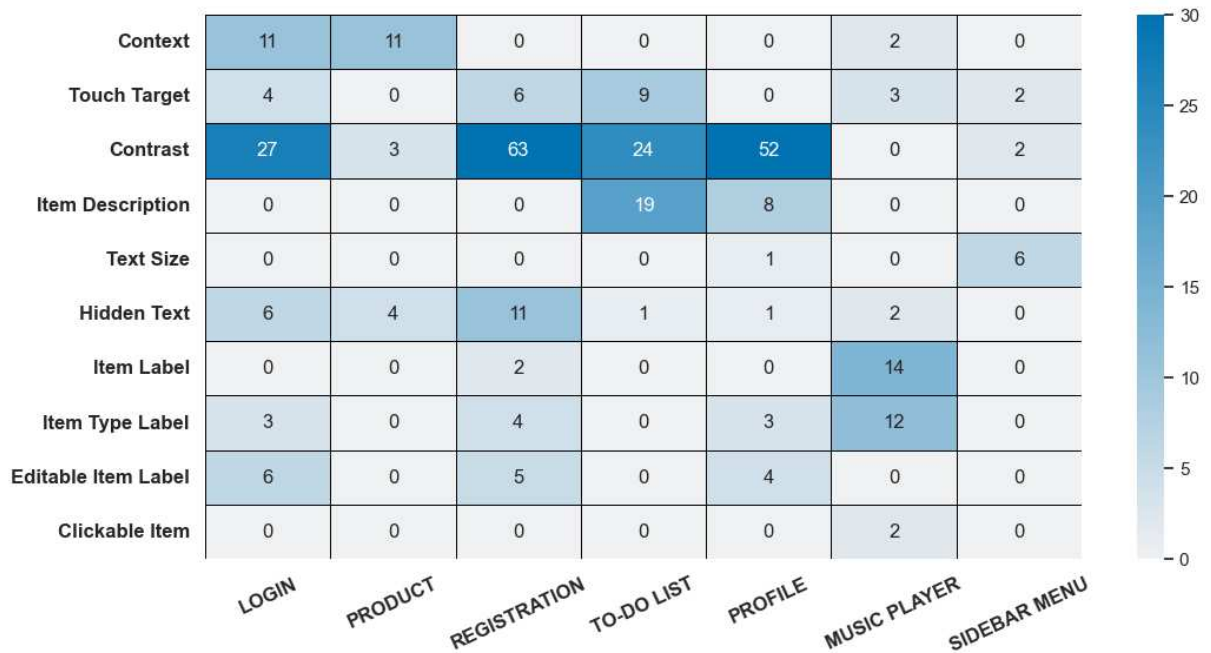 Context 11 11 0 0 0 2 0
Touch Target 4 0 6 9 0 3 2
Contrast 27 3 63 24 52 0 2
Item Description 0 0 0 19 8 0 0
Text Size 0 0 0 0 1 0 6
Hidden Text 6 4 11 1 1 2 0
Item Label 0 0 2 0 0 14 0
Item Type Label 3 0 4 0 3 12 0
Editable Item Label 6 0 5 0 4 0 0
Clickable Item 0 0 0 0 0 2 0
LOGIN PRODUCT REGISTRATION TO-DO LIST PROFILE MUSIC PLAYER SIDEBAR MENU
30
25
20
15
10
5
0